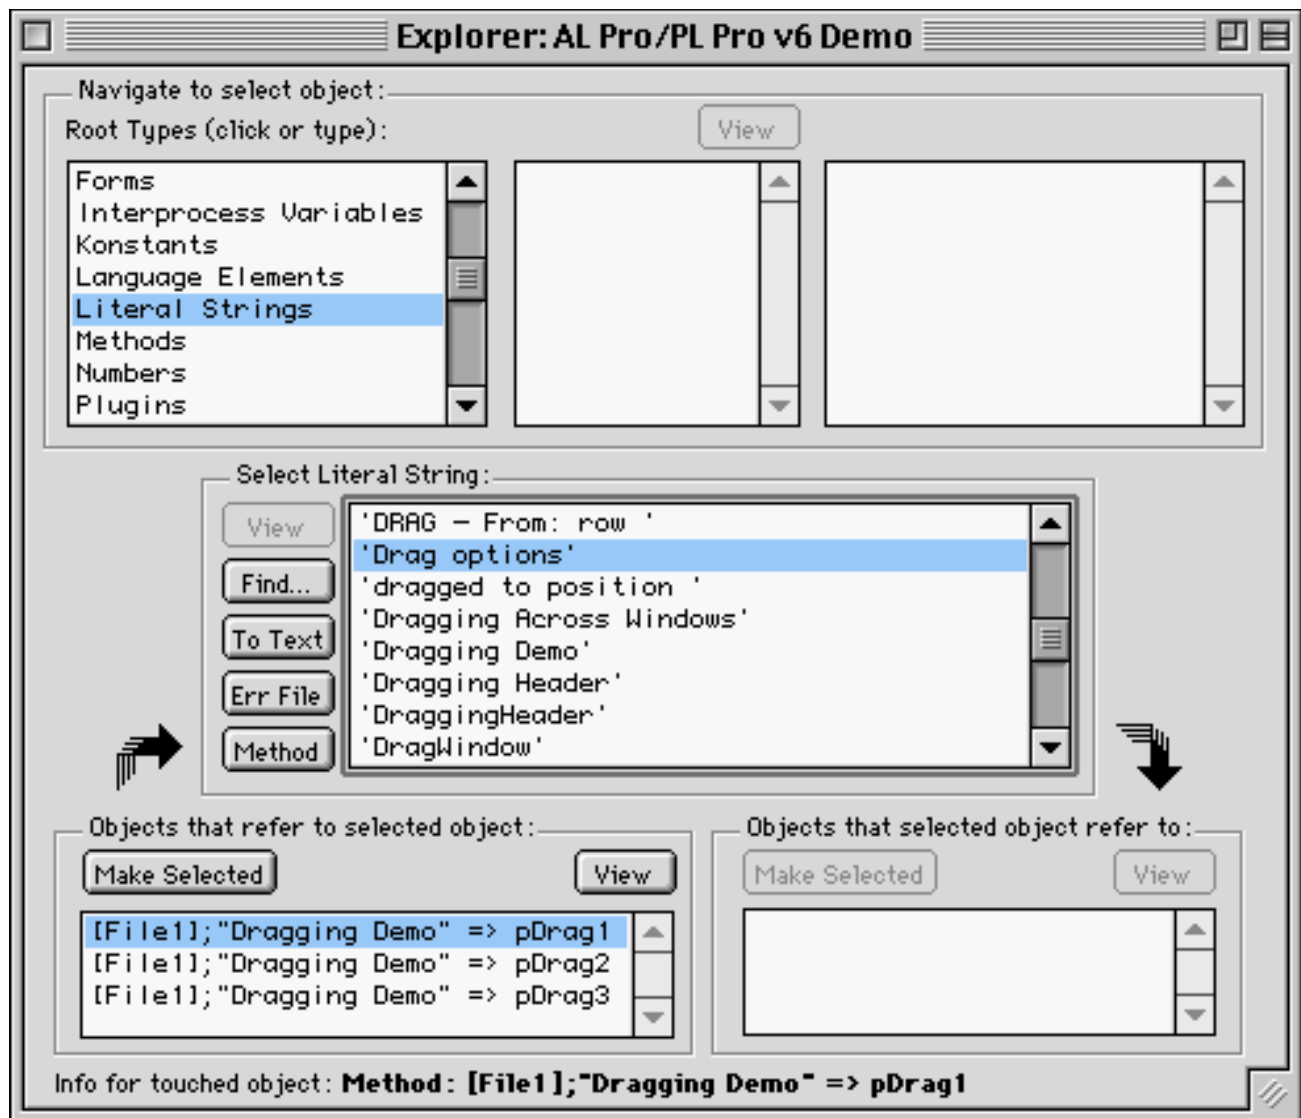 Explorer: AL Pro/PL Pro v6 Demo
Navigate to select object:
Root Types (click or type):
View
Forms
Interprocess Variables
Konstants
Language Elements
Literal Strings
Methods
Numbers
Plugins
Select Literal String:
View
Find...
To Text
Err File
Method
'DRAG – From: row '
'Drag options'
'dragged to position '
'Dragging Across Windows'
'Dragging Demo'
'Dragging Header'
'DraggingHeader'
'DragWindow'
Objects that refer to selected object:
Make Selected
View
[File1];"Dragging Demo" => pDrag1
[File1];"Dragging Demo" => pDrag2
[File1];"Dragging Demo" => pDrag3
Objects that selected object refer to:
Make Selected
View
Info for touched object: Method: [File1];"Dragging Demo" => pDrag1